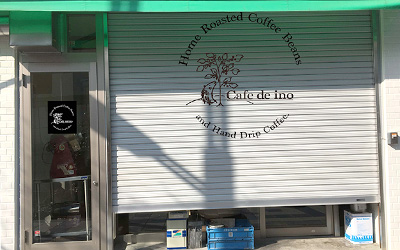 Home Roasted Coffee Beans
Cafe de ino
and Hand Drip Coffee.